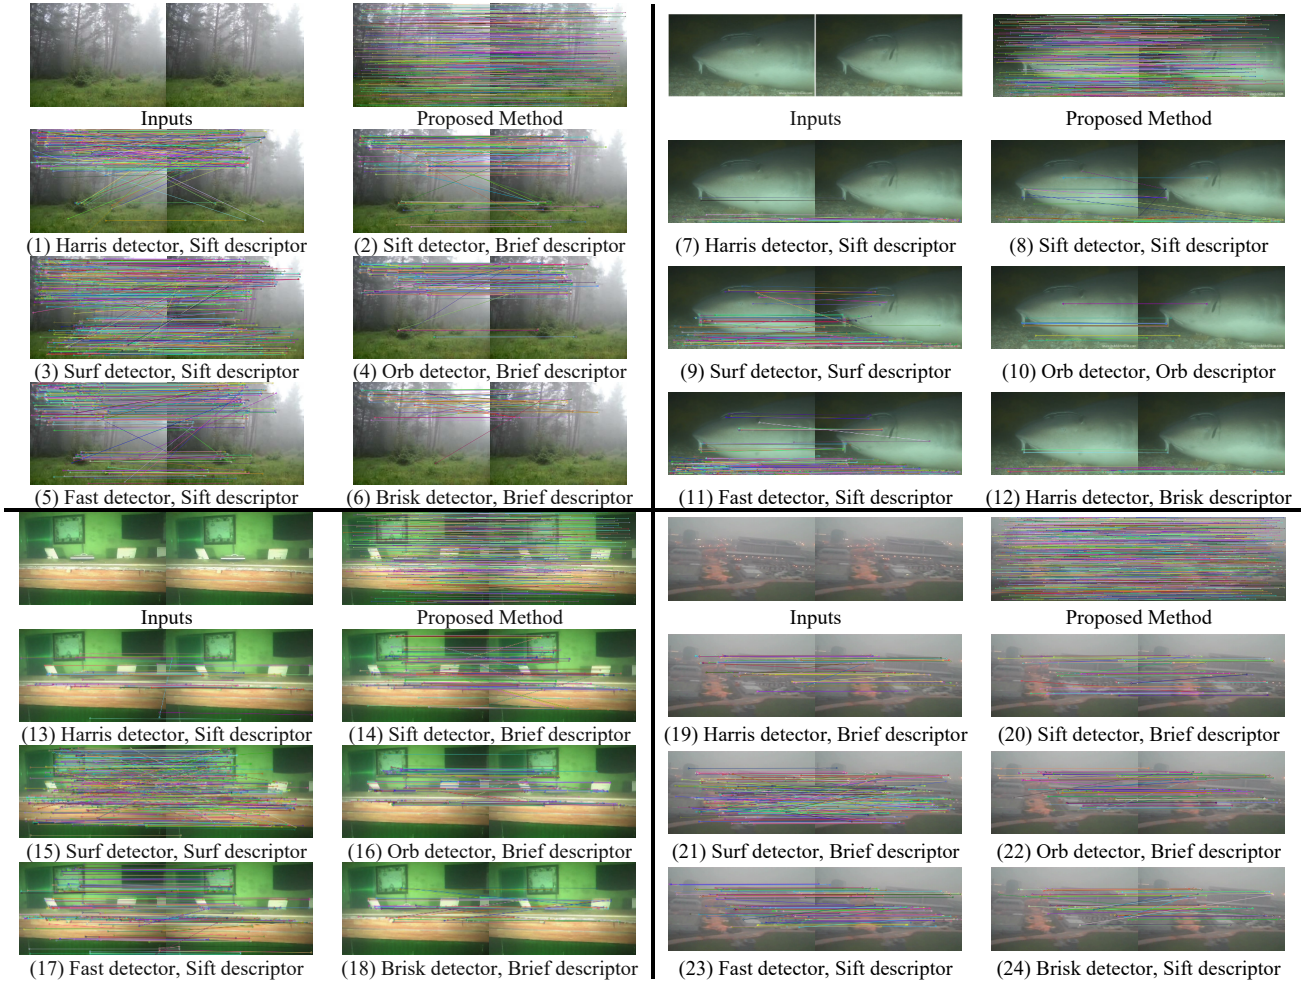 Inputs
Proposed Method
(1) Harris detector, Sift descriptor
(2) Sift detector, Brief descriptor
(3) Surf detector, Sift descriptor
(4) Orb detector, Brief descriptor
(5) Fast detector, Sift descriptor
(6) Brisk detector, Brief descriptor
Inputs
Proposed Method
(7) Harris detector, Sift descriptor
(8) Sift detector, Sift descriptor
(9) Surf detector, Surf descriptor
(10) Orb detector, Orb descriptor
(11) Fast detector, Sift descriptor
(12) Harris detector, Brisk descriptor
Inputs
Proposed Method
(13) Harris detector, Sift descriptor
(14) Sift detector, Brief descriptor
(15) Surf detector, Surf descriptor
(16) Orb detector, Brief descriptor
(17) Fast detector, Sift descriptor
(18) Brisk detector, Brief descriptor
Inputs
Proposed Method
(19) Harris detector, Brief descriptor
(20) Sift detector, Brief descriptor
(21) Surf detector, Brief descriptor
(22) Orb detector, Brief descriptor
(23) Fast detector, Sift descriptor
(24) Brisk detector, Sift descriptor